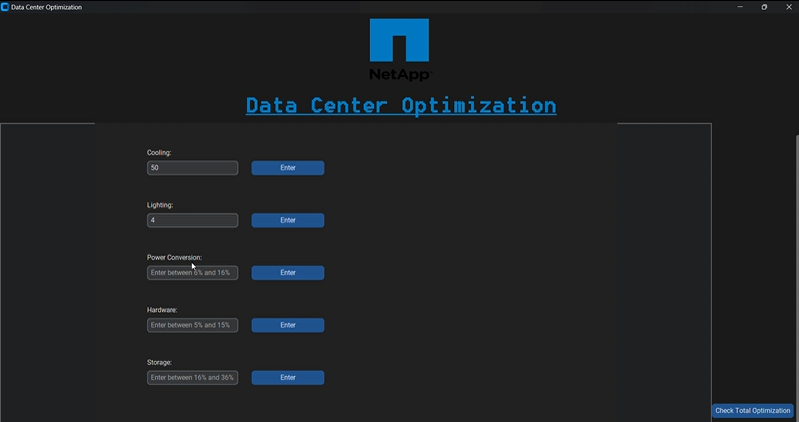 Data Center Optimization
NetApp
Data Center Optimization
Cooling:
50 Enter
Lighting:
4 Enter
Power Conversion:
Enter between 6% and 16% Enter
Hardware:
Enter between 5% and 15% Enter
Storage:
Enter between 16% and 36% Enter
Check Total Optimization